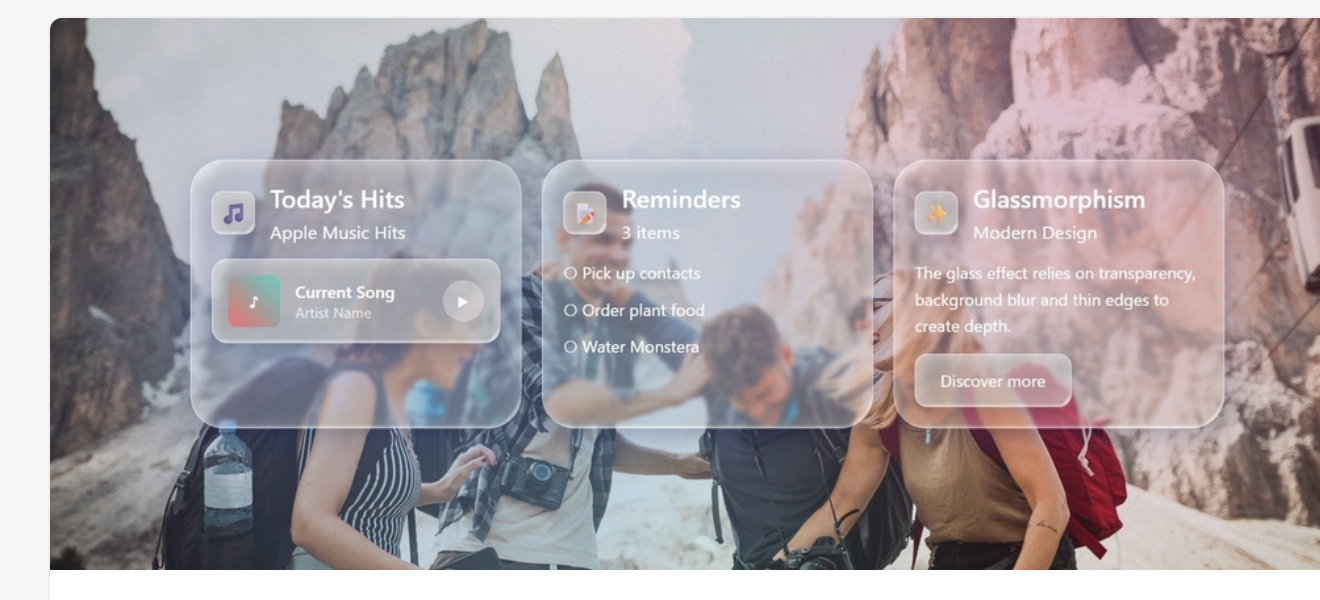 Today's Hits
Apple Music Hits
Current Song
Artist Name
Reminders
3 items
Pick up contacts
Order plant food
Water Monstera
Glassmorphism
Modern Design
The glass effect relies on transparency,
background blur and thin edges to
create depth.
Discover more